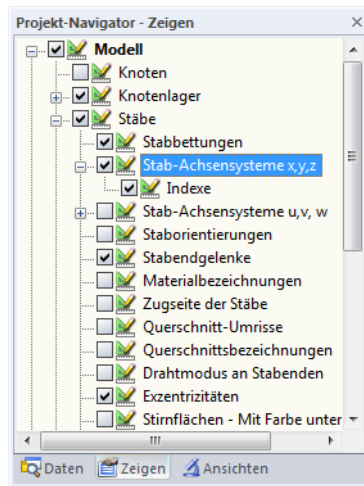 Projekt-Navigator - Zeigen
Modell
Knoten
Knotenlager
Stäbe
Stabbettungen
Stab-Achsensysteme x,y,z
Indexe
Stab-Achsensysteme u,v, w
Staborientierungen
Stabendgelenke
Materialbezeichnungen
Zugseite der Stäbe
Querschnitt-Umrisse
Querschnittsbezeichnungen
Drahtmodus an Stabenden
Exzentrizitäten
Stirnflächen - Mit Farbe unter
Daten Zeigen Ansichten